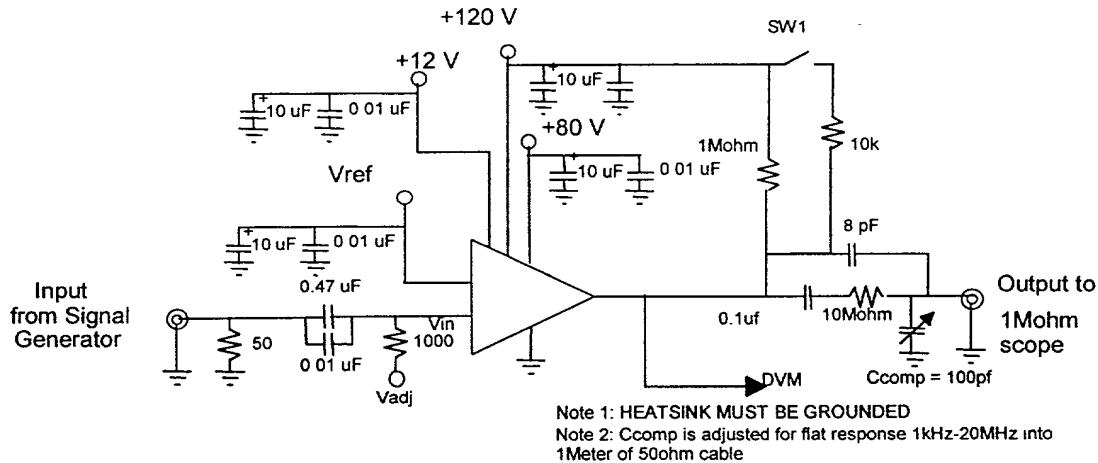 +120 V
SW1
+12 V
10 uF
10 uF
0 01 uF
+80 V
1Mohm
10k
10 uF
0 01 uF
Vref
8 pF
10 uF
0 01 uF
0.47 uF
Input
from Signal
Generator
Output to
1Mohm
scope
Vin
0.1uf
10Mohm
50
1000
0 01 uF
Vadj
DVM
Ccomp = 100pf
Note 1: HEATSINK MUST BE GROUNDED
Note 2: Ccomp is adjusted for flat response 1kHz-20MHz into
1Meter of 50ohm cable